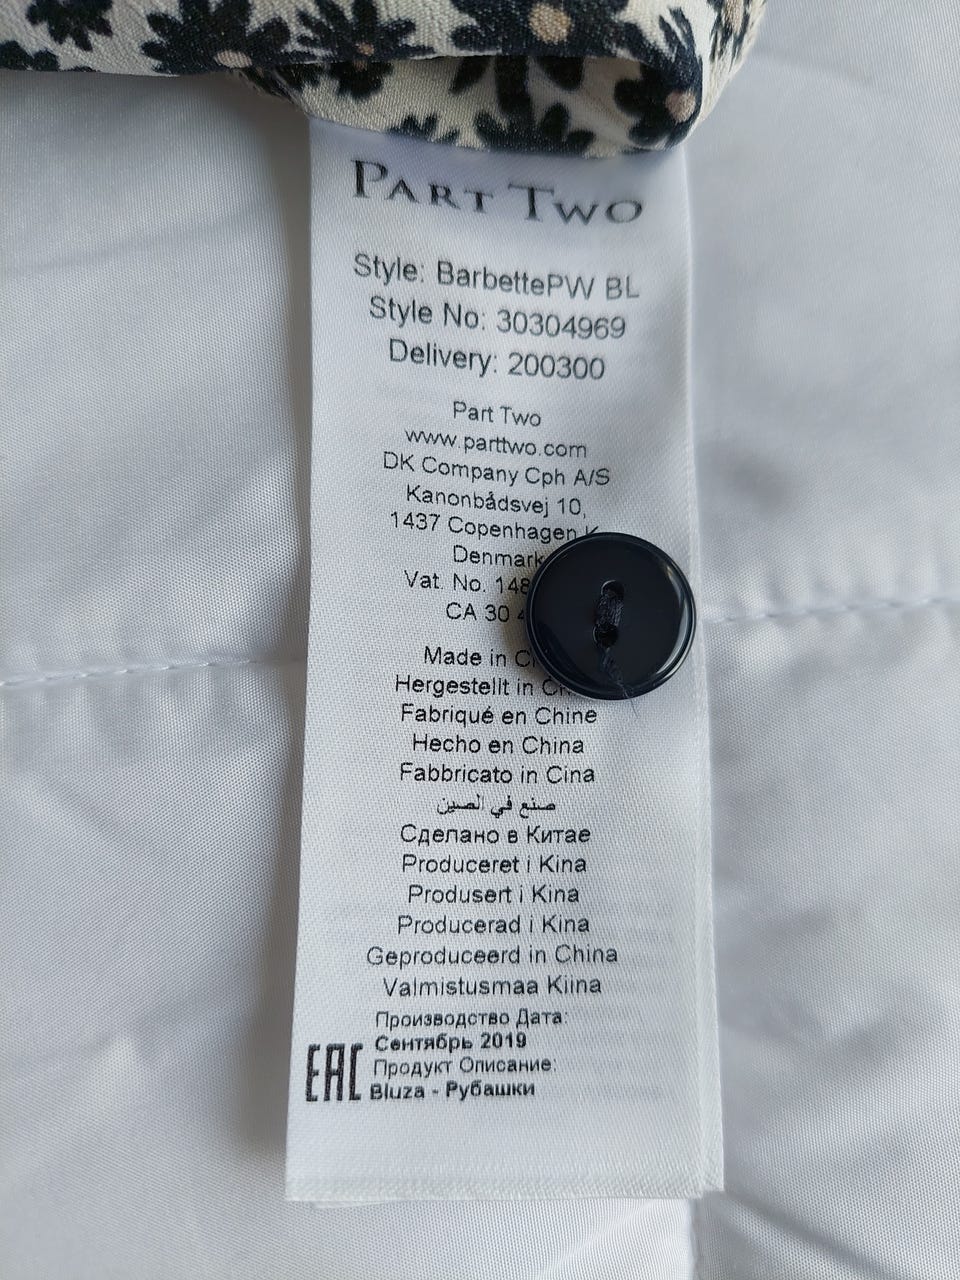 PART TWO
Style: BarbettePW BL
Style No: 30304969
Delivery: 200300
Part Two
www.parttwo.com
DK Company Cph A/S
Kanonbådsvej 10,
1437 Copenhagen K
Denmark
Vat. No.
CA 30
Made in
Hergestellt in
Fabriqué en Chine
Hecho en China
Fabbricato in Cina
صنع في الصين
Сделано в Китае
Produceret i Kina
Produsert i Kina
Producerad i Kina
Geproduceerd in China
Valmistusmaa Kiina
Производство Дата:
Сентябрь 2019
EAC Продукт Описание:
Bluza - Рубашки